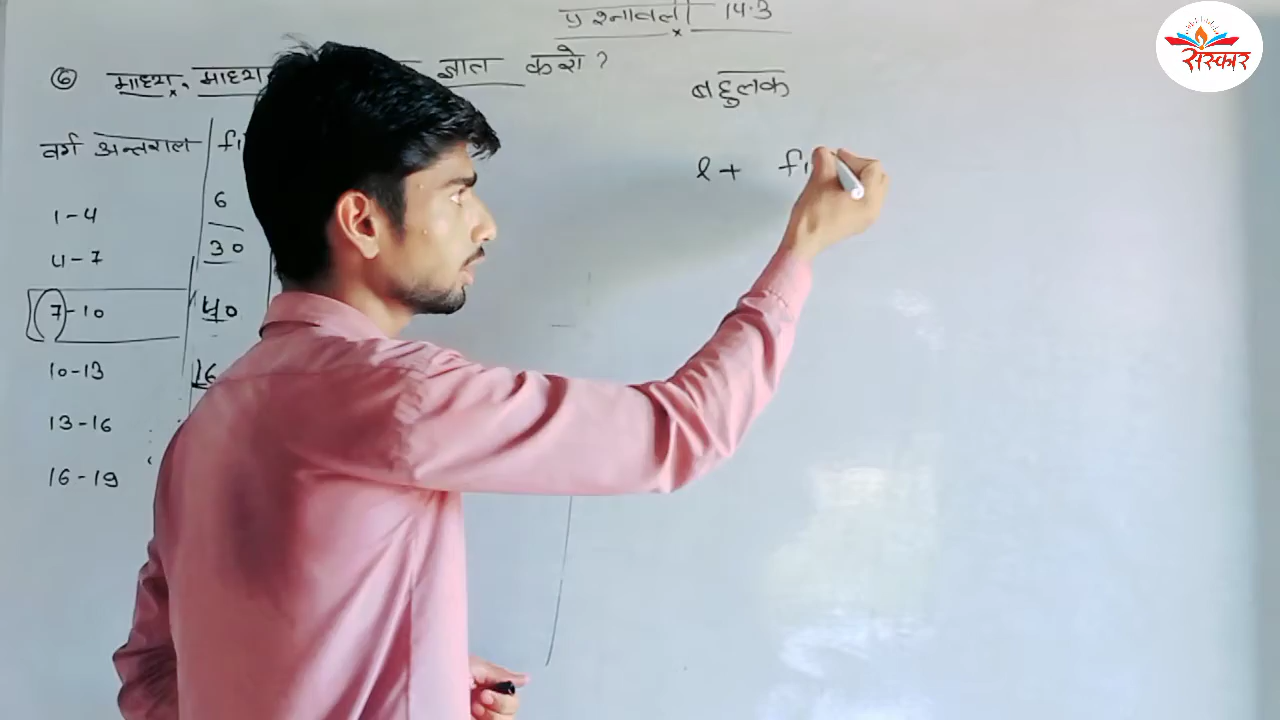 प्रश्नावली 14.3
⑥ माध्य, माध्य ज्ञात करो ?
वर्ग अन्तराल fi
1-4 6
4-7 30
7-10 40
10-13 16
13-16
16-19
बहुलक
l + f1
संस्कार